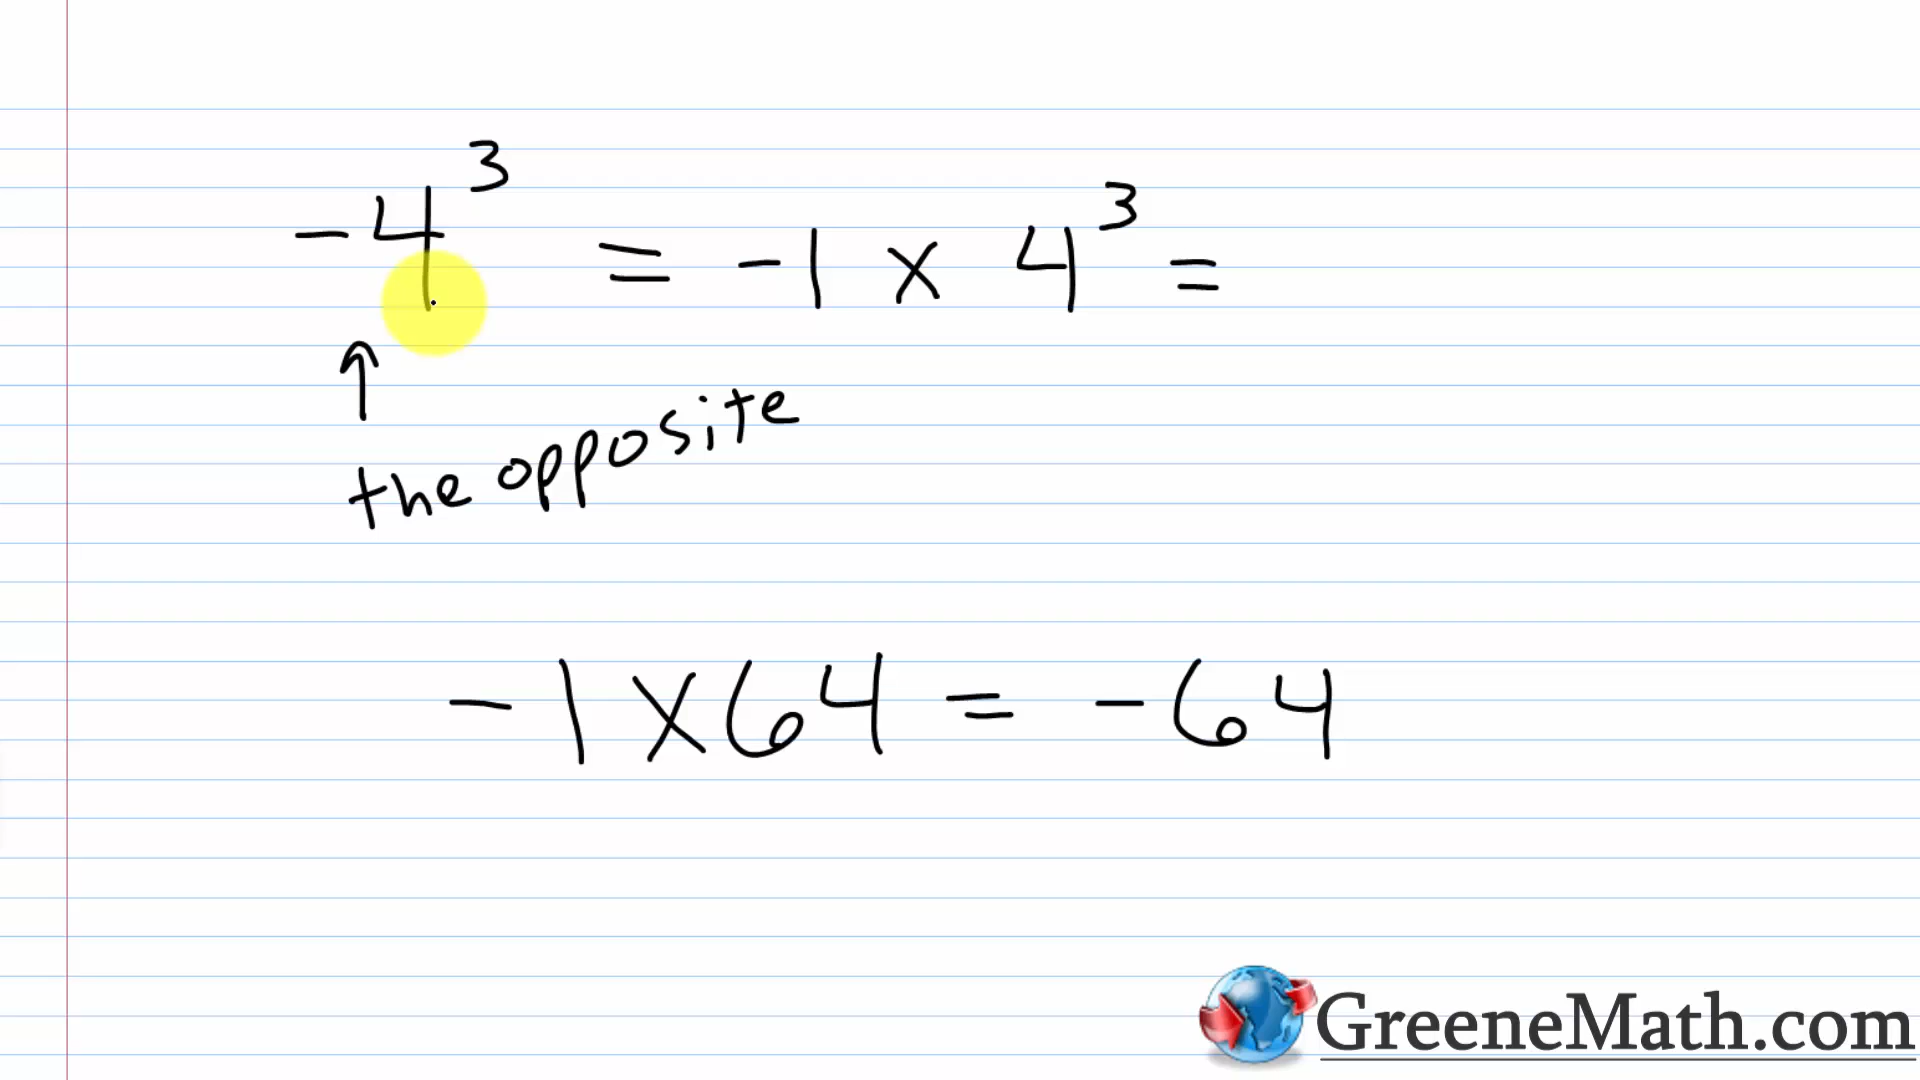 -4³ = -1 x 4³ =
the opposite
-1 x 64 = -64
GreeneMath.com